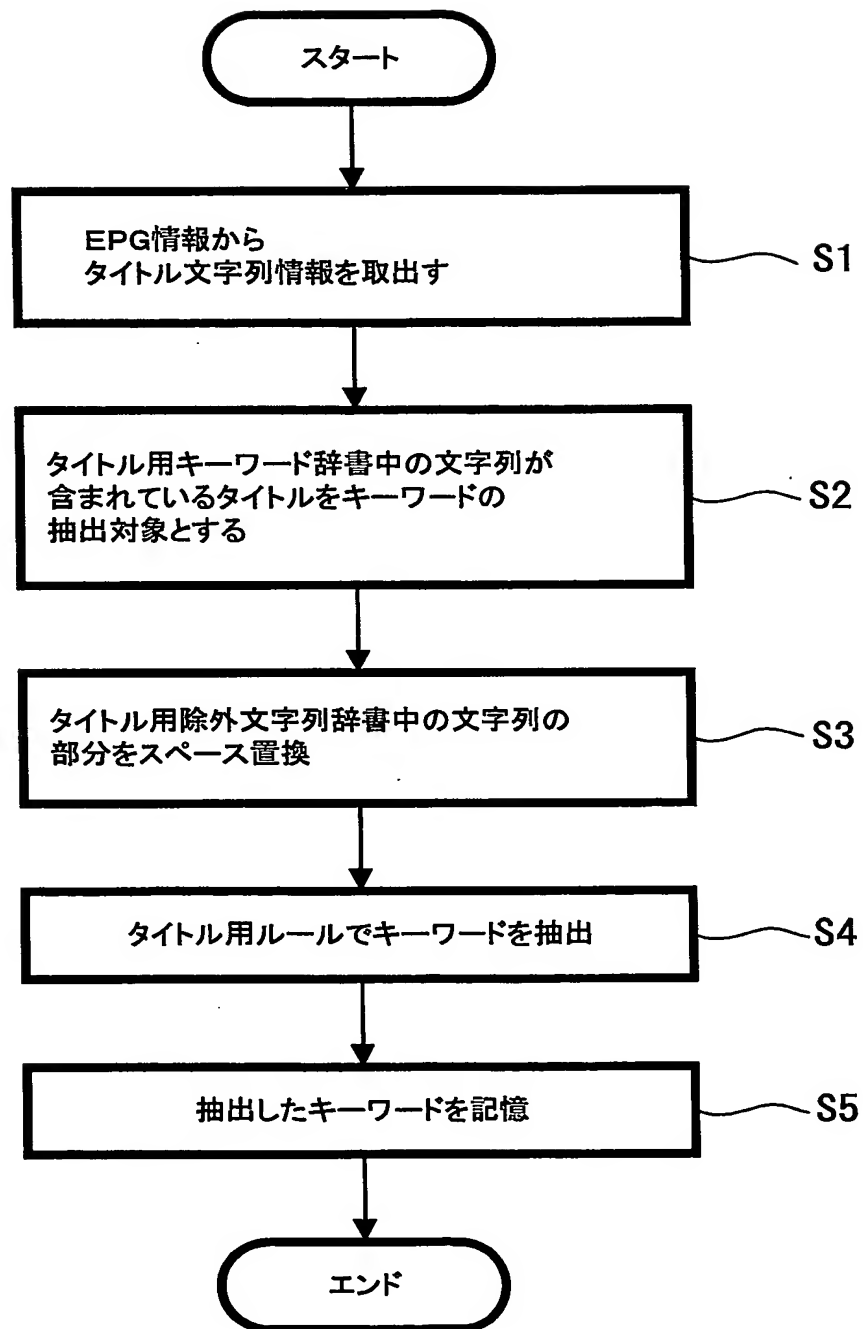 スタート
EPG情報から
タイトル文字列情報を取出す
S1
タイトル用キーワード辞書中の文字列が
含まれているタイトルをキーワードの
抽出対象とする
S2
タイトル用除外文字列辞書中の文字列の
部分をスペース置換
S3
タイトル用ルールでキーワードを抽出
S4
抽出したキーワードを記憶
S5
エンド